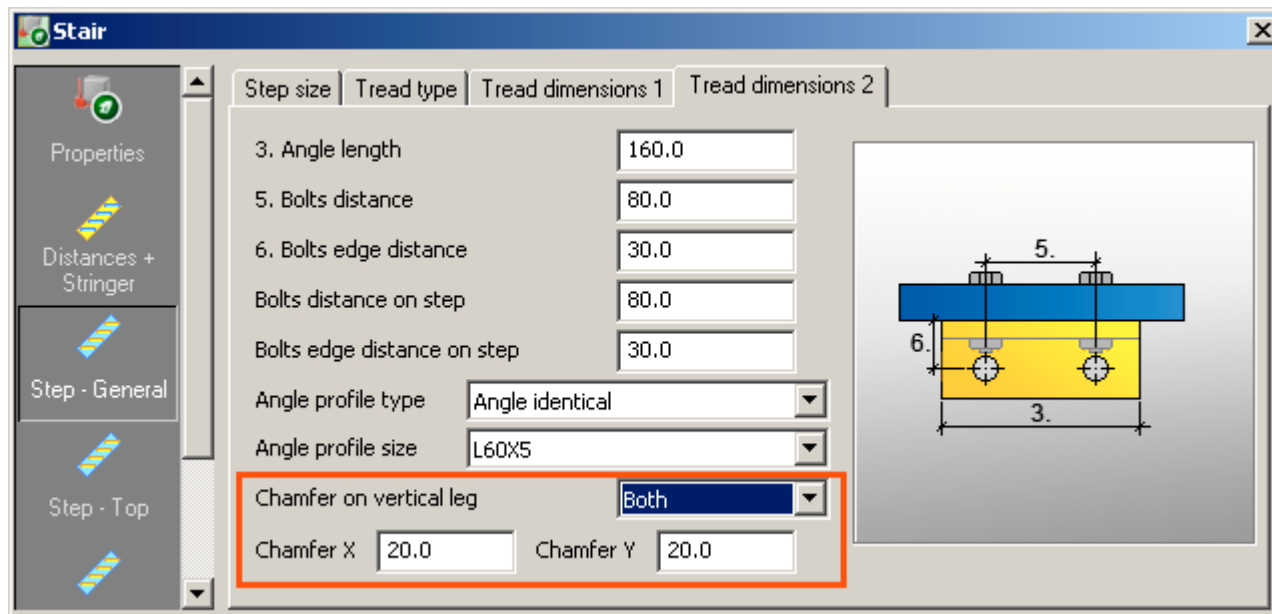 Stair
Properties
Distances +
Stringer
Step - General
Step - Top
Step size Tread type Tread dimensions 1 Tread dimensions 2
3. Angle length 160.0
5. Bolts distance 80.0
6. Bolts edge distance 30.0
Bolts distance on step 80.0
Bolts edge distance on step 30.0
Angle profile type Angle identical
Angle profile size L60X5
Chamfer on vertical leg Both
Chamfer X 20.0 Chamfer Y 20.0
5.
6.
3.